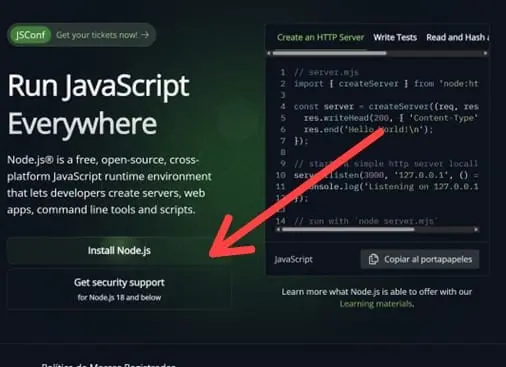 JSConf Get your tickets now! →
Run JavaScript
Everywhere
Node.js® is a free, open-source, cross-
platform JavaScript runtime environment
that lets developers create servers, web
apps, command line tools and scripts.
Install Node.js
Get security support
for Node.js 18 and below
Create an HTTP Server Write Tests Read and Hash a
1 // server.mjs
2 import { createServer } from 'node:ht
3
4 const server = createServer((req, res
5 res.writeHead(200, { 'Content-Type'
6 res.end('Hello World!\n');
7 });
8
9 // start a simple http server locall
10 server.listen(3000, '127.0.0.1', () =
11 console.log('Listening on 127.0.0.1
12 });
13
14 // run with `node server.mjs`
JavaScript Copiar al portapapeles
Learn more what Node.js is able to offer with our
Learning materials.